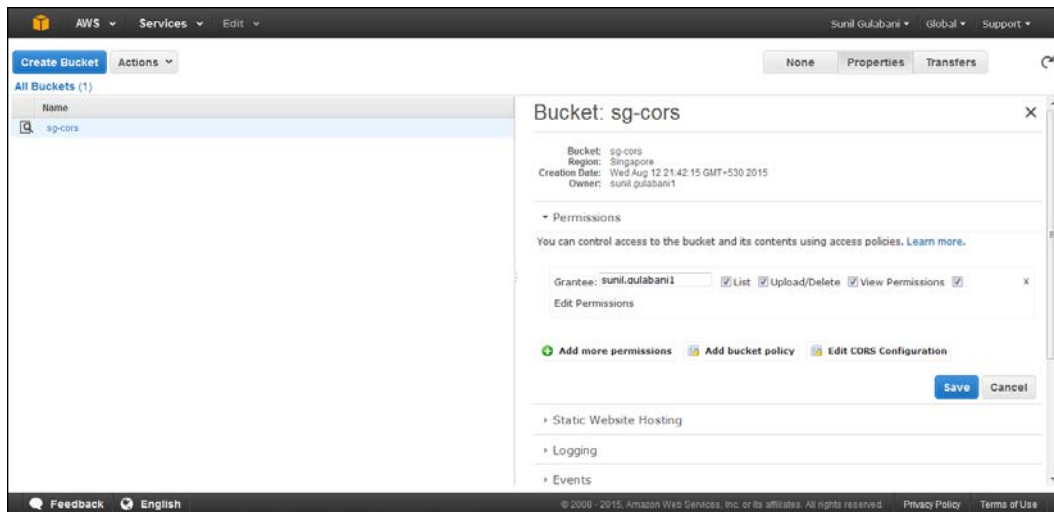 AWS Services Edit Sunil Gulabani Global Support
Create Bucket Actions None Properties Transfers
All Buckets (1)
Name
sg-cors
Bucket: sg-cors x
Bucket: sg-cors
Region: Singapore
Creation Date: Wed Aug 12 21:42:15 GMT+530 2015
Owner: sunil.gulabani1
Permissions
You can control access to the bucket and its contents using access policies. Learn more.
Grantee: sunil.gulabani1 List Upload/Delete View Permissions x
Edit Permissions
Add more permissions Add bucket policy Edit CORS Configuration
Save Cancel
Static Website Hosting
Logging
Events
Feedback English © 2008 - 2015, Amazon Web Services, Inc. or its affiliates. All rights reserved. Privacy Policy Terms of Use